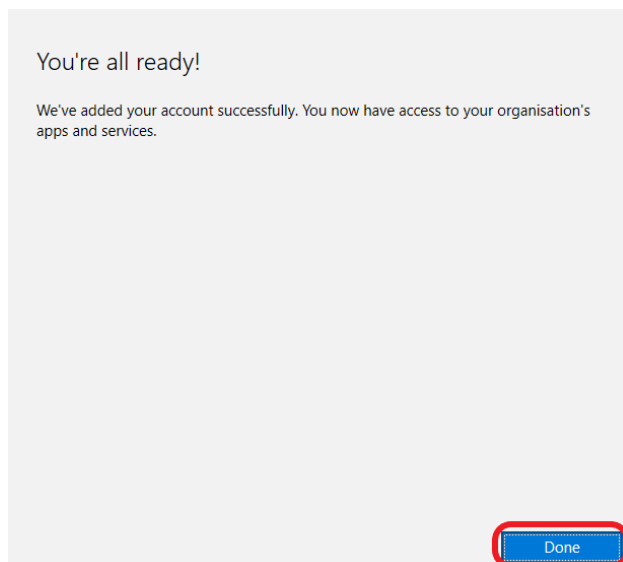 You're all ready!
We've added your account successfully. You now have access to your organisation's
apps and services.
Done